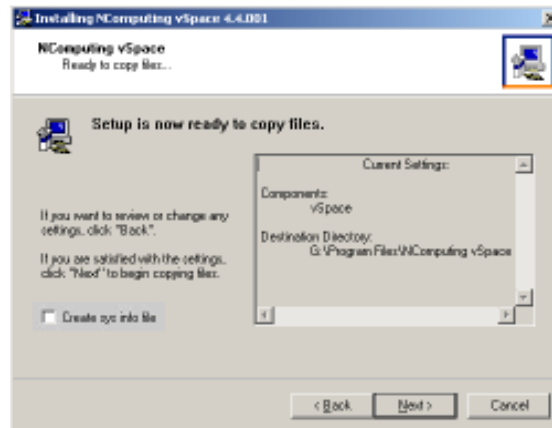 Installing NComputing vSpace 4.4.001
NComputing vSpace
Ready to copy files...
Setup is now ready to copy files.
Current Settings:
Components:
vSpace
Destination Directory:
G:\Program Files\NComputing vSpace
If you want to review or change any
settings, click "Back".
If you are satisfied with the settings,
click "Next" to begin copying files.
Create sys info file
< Back
Next >
Cancel